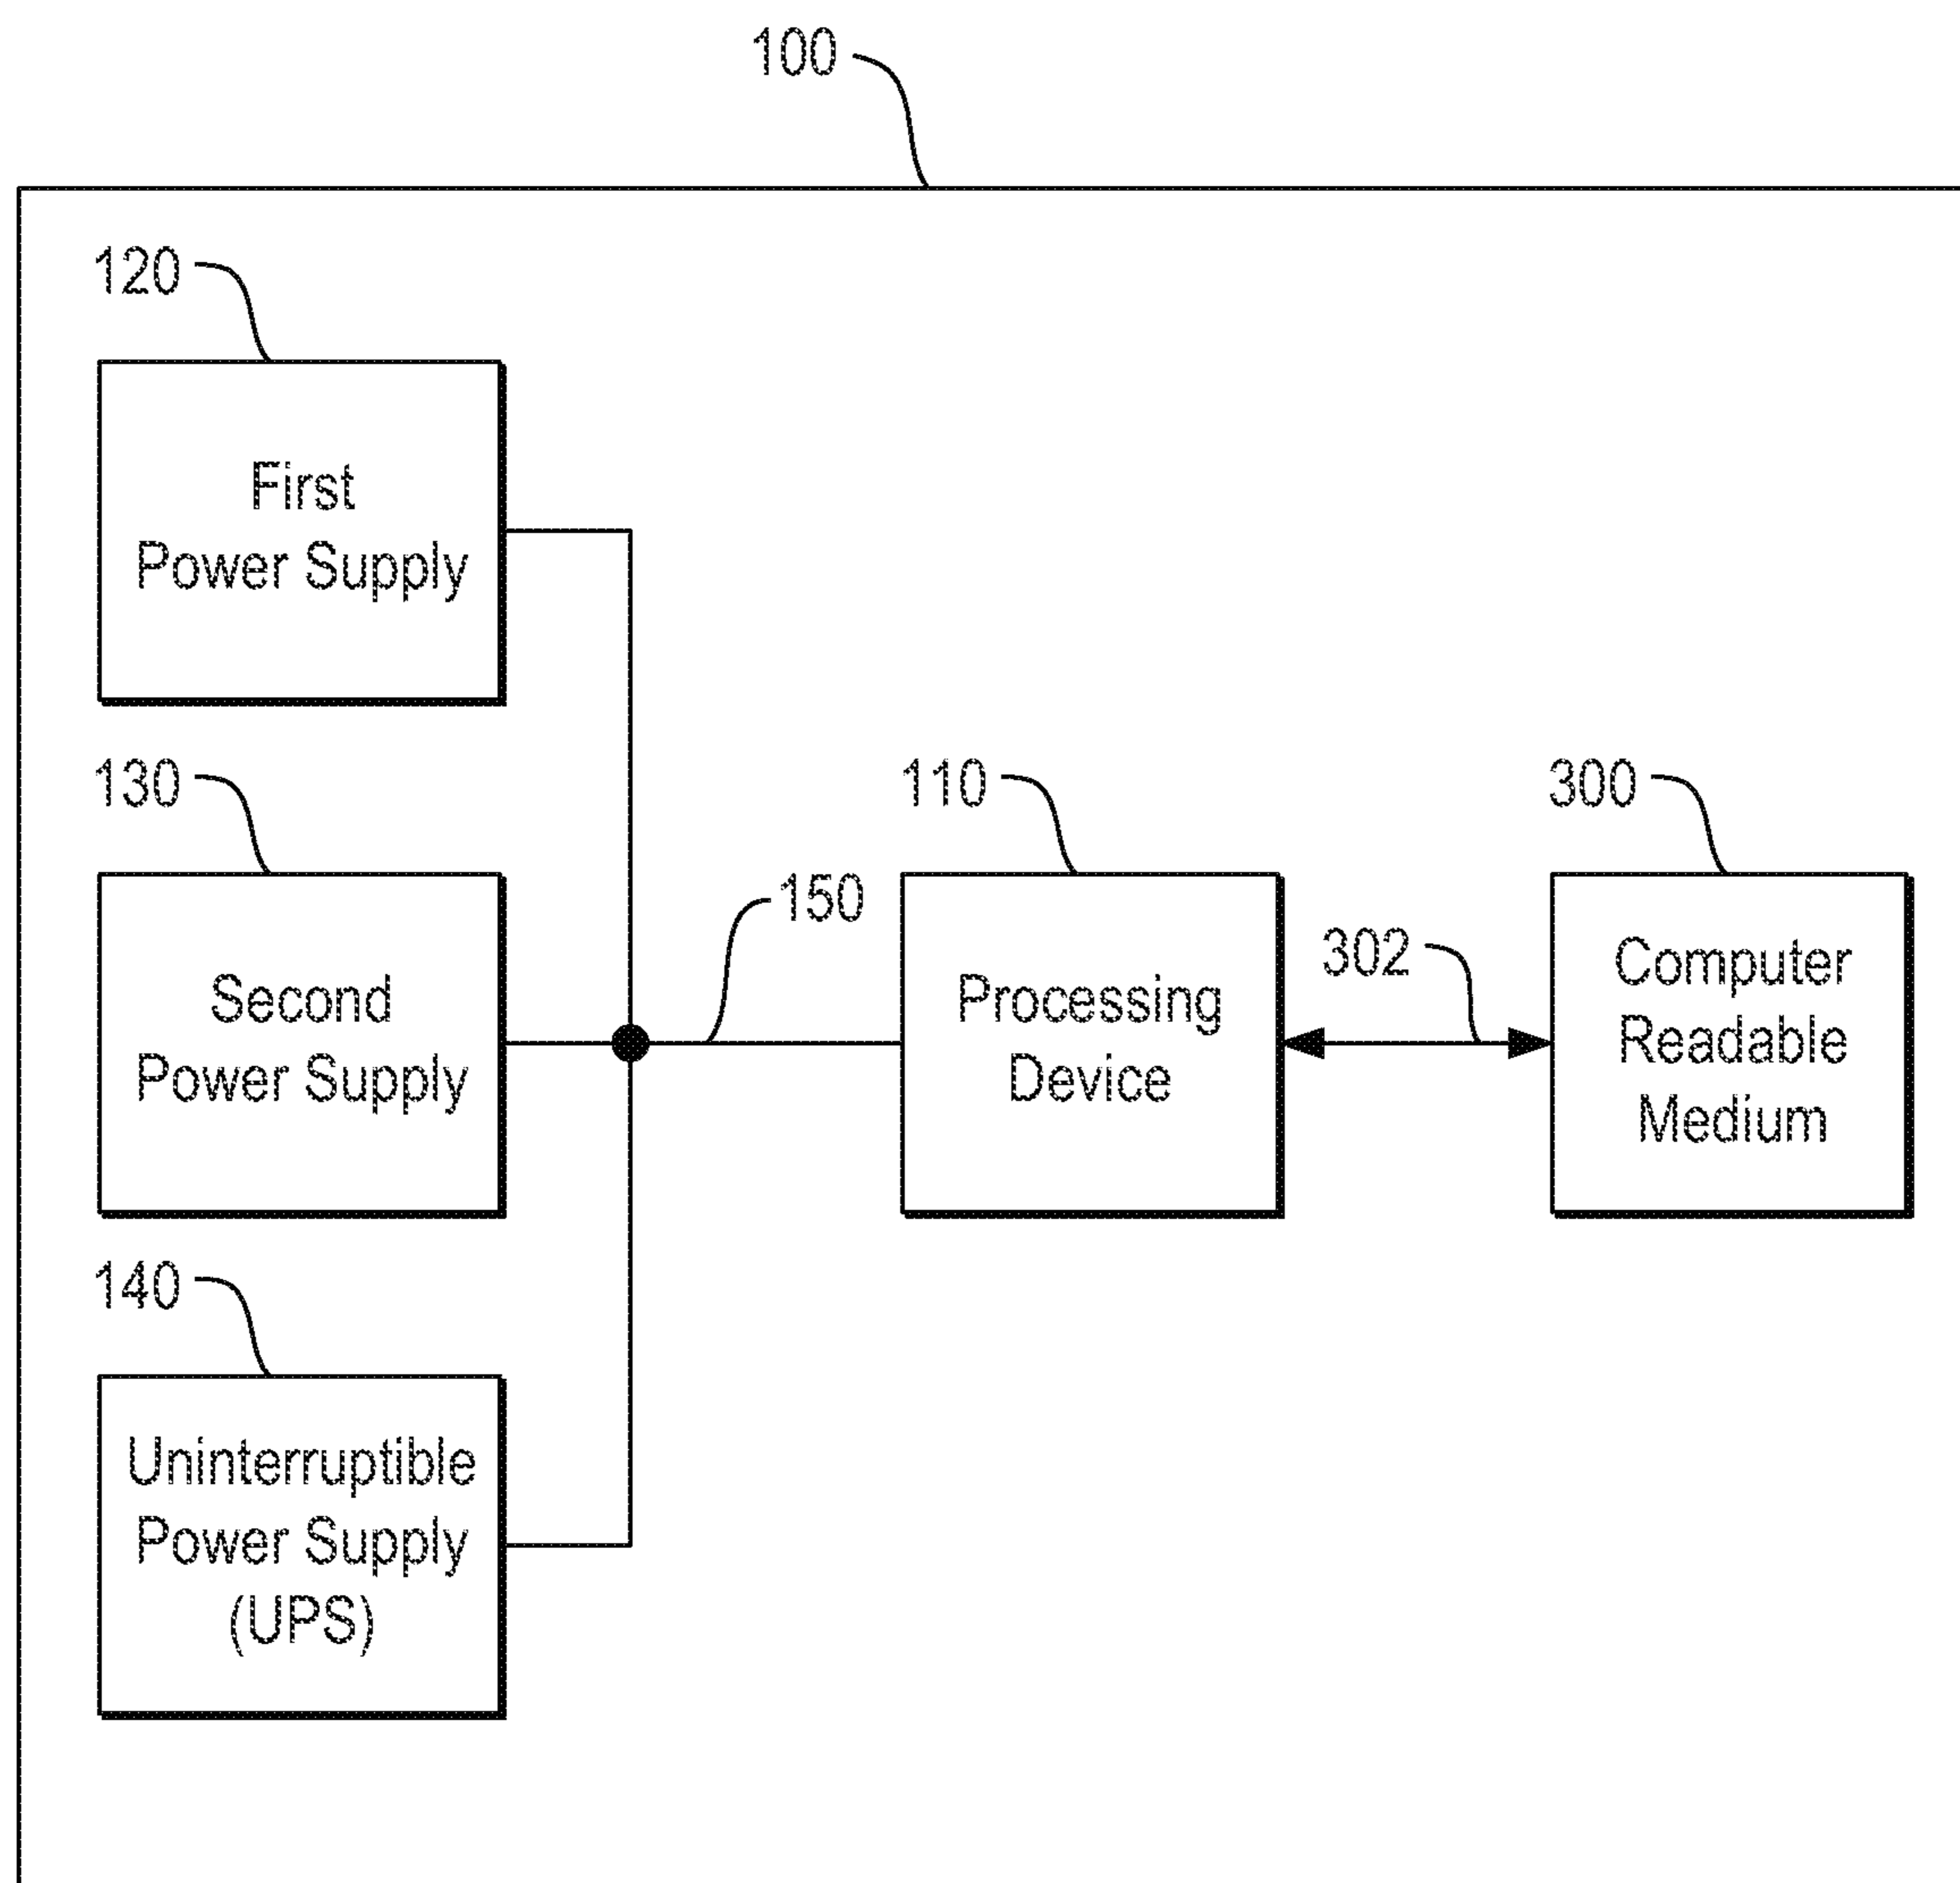 100
120
First
Power Supply
130
110
300
150
Second
Power Supply
Processing
Device
302
Computer
Readable
Medium
140
Uninterruptible
Power Supply
(UPS)